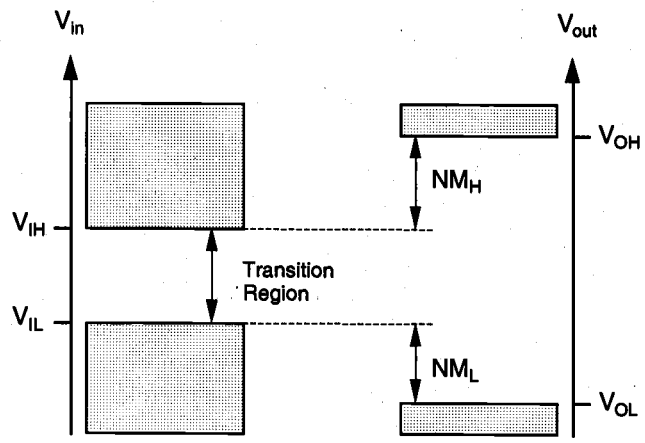 V_in
V_out
V_OH
NM_H
V_IH
Transition
Region
V_IL
NM_L
V_OL